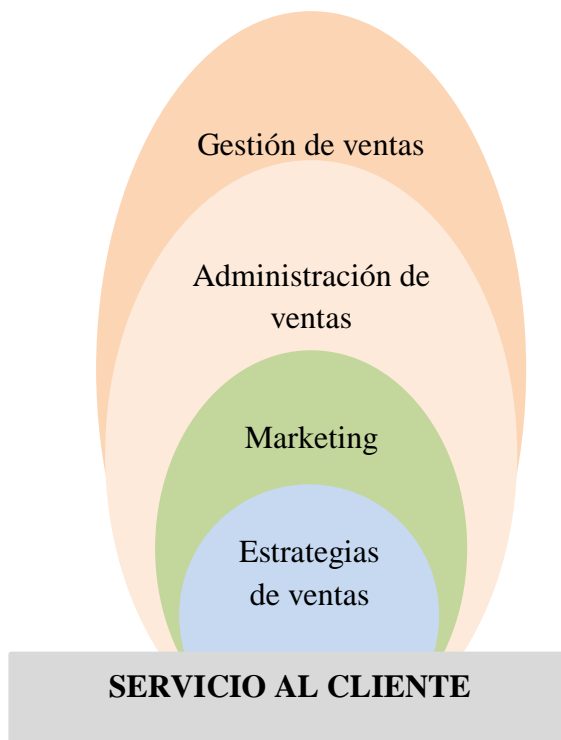 Gestión de ventas
Administración de
ventas
Marketing
Estrategias
de ventas
SERVICIO AL CLIENTE